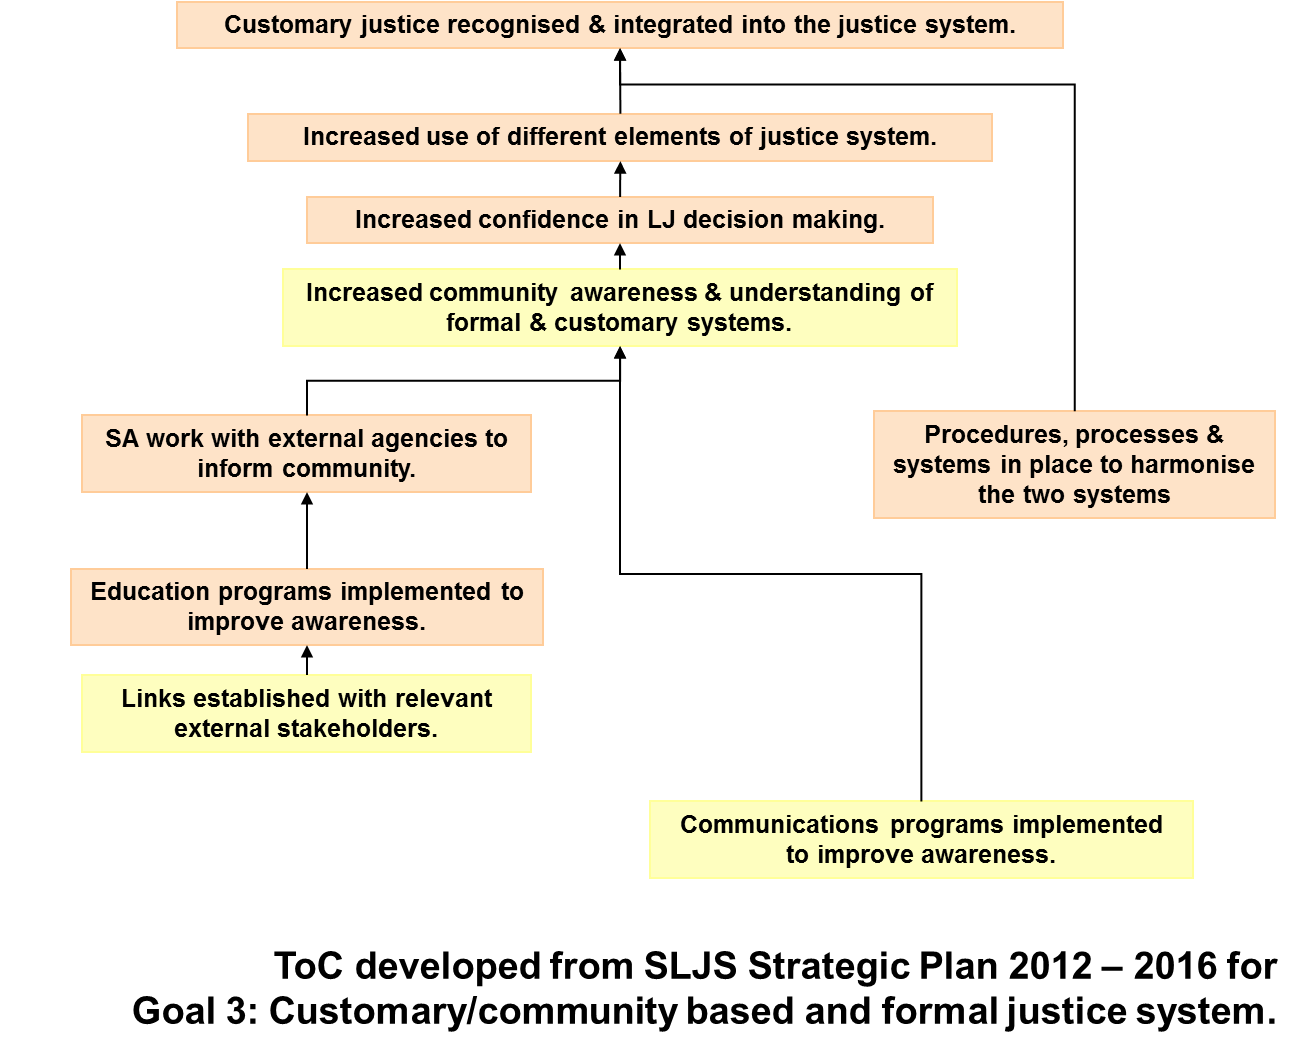 Customary justice recognised & integrated into the justice system.
Increased use of different elements of justice system.
Increased confidence in LJ decision making.
Increased community awareness & understanding of
formal & customary systems.
SA work with external agencies to
inform community.
Procedures, processes &
systems in place to harmonise
the two systems
Education programs implemented to
improve awareness.
Links established with relevant
external stakeholders.
Communications programs implemented
to improve awareness.
ToC developed from SLJS Strategic Plan 2012 – 2016 for
Goal 3: Customary/community based and formal justice system.